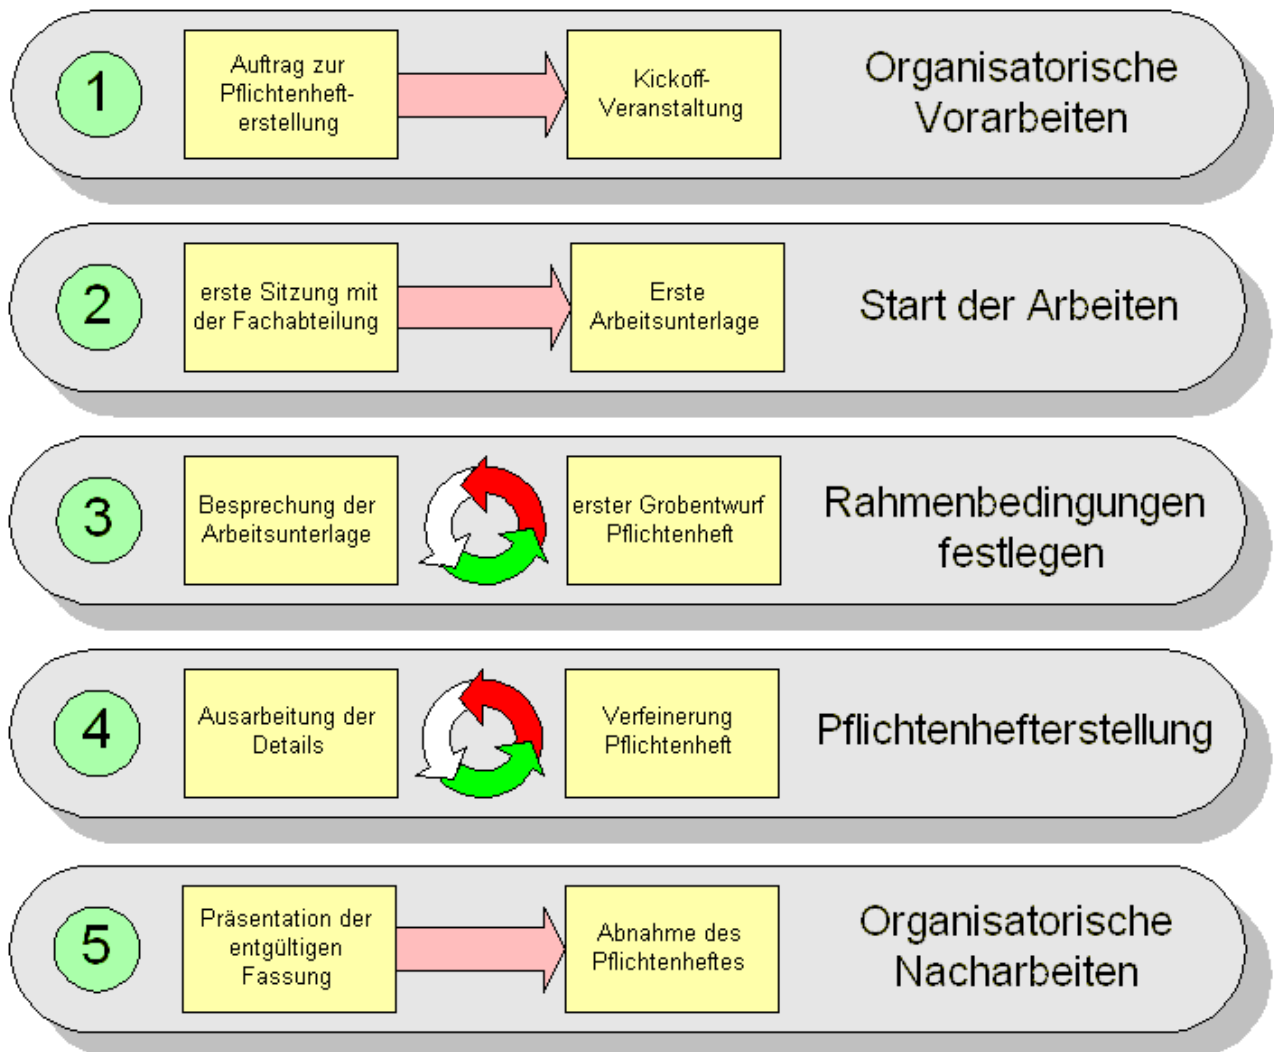 1
Auftrag zur
Pflichtenheft-
erstellung
Kickoff-
Veranstaltung
Organisatorische
Vorarbeiten
2
erste Sitzung mit
der Fachabteilung
Erste
Arbeitsunterlage
Start der Arbeiten
3
Besprechung der
Arbeitsunterlage
erster Grobentwurf
Pflichtenheft
Rahmenbedingungen
festlegen
4
Ausarbeitung der
Details
Verfeinerung
Pflichtenheft
Pflichtenhefterstellung
5
Präsentation der
entgültigen
Fassung
Abnahme des
Pflichtenheftes
Organisatorische
Nacharbeiten